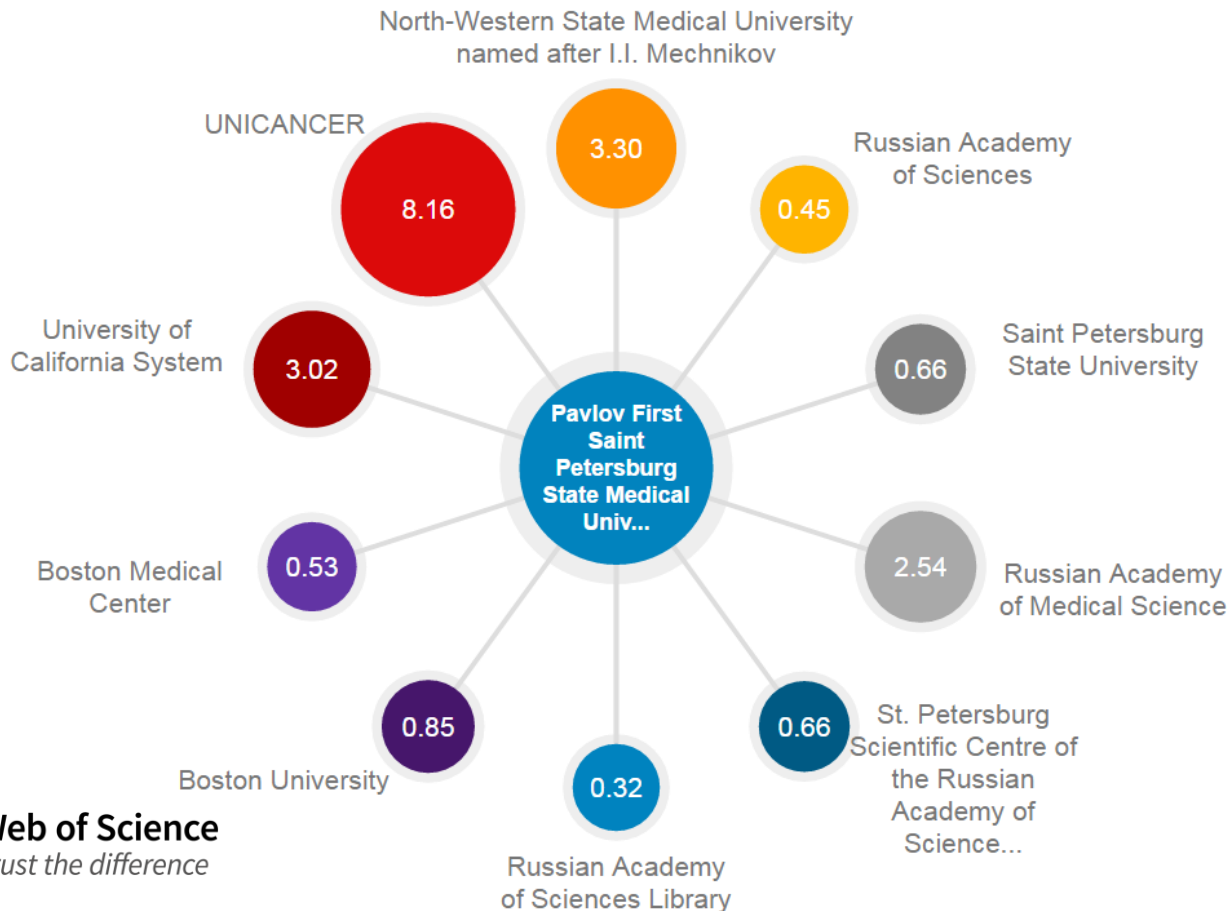 North-Western State Medical University
named after I.I. Mechnikov
UNICANCER
3.30
Russian Academy
of Sciences
8.16
0.45
University of
California System
3.02
Saint Petersburg
State University
0.66
Pavlov First
Saint
Petersburg
State Medical
Univ...
Boston Medical
Center
0.53
2.54
Russian Academy
of Medical Science
0.85
Boston University
0.66
St. Petersburg
Scientific Centre of
the Russian
Academy of
Science...
0.32
Russian Academy
of Sciences Library
Web of Science
rust the difference